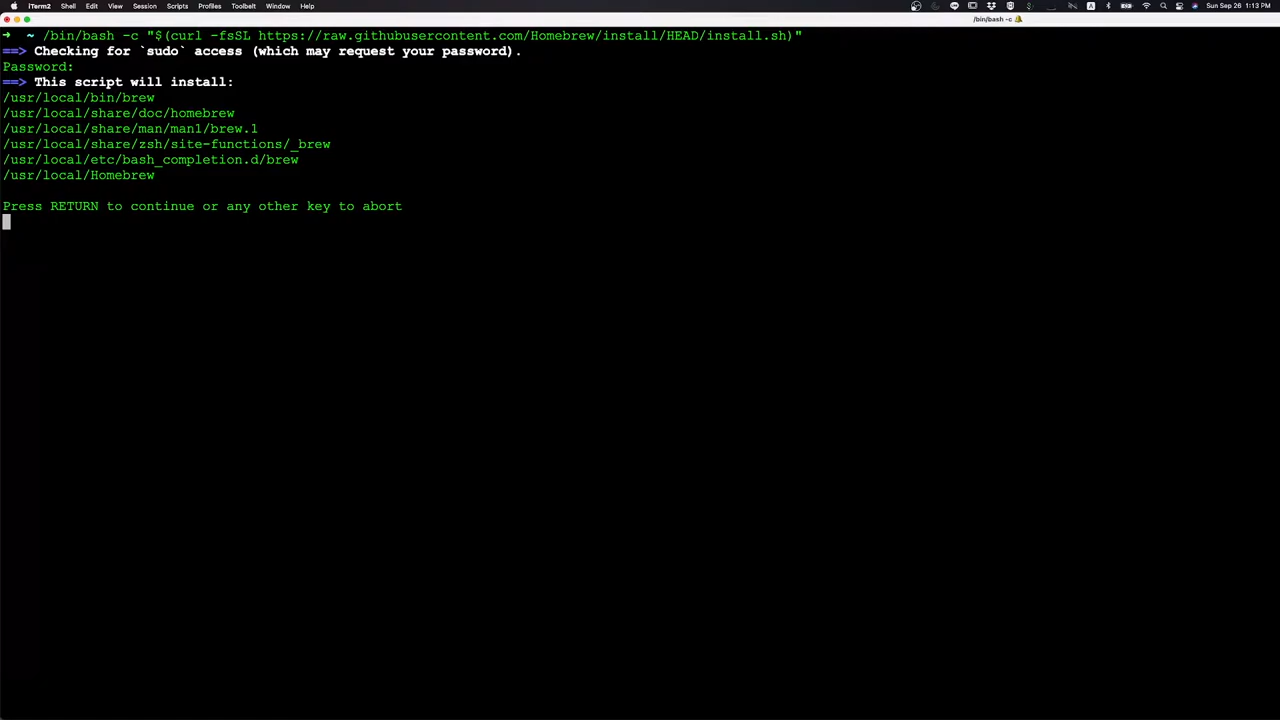 iTerm2 Shell Edit View Session Scripts Profiles Toolbelt Window Help
A
Sun Sep 26 1:13 PM
/bin/bash -c
➜ ~ /bin/bash -c "$(curl -fsSL https://raw.githubusercontent.com/Homebrew/install/HEAD/install.sh)"
==> Checking for `sudo` access (which may request your password).
Password:
==> This script will install:
/usr/local/bin/brew
/usr/local/share/doc/homebrew
/usr/local/share/man/man1/brew.1
/usr/local/share/zsh/site-functions/_brew
/usr/local/etc/bash_completion.d/brew
/usr/local/Homebrew
Press RETURN to continue or any other key to abort